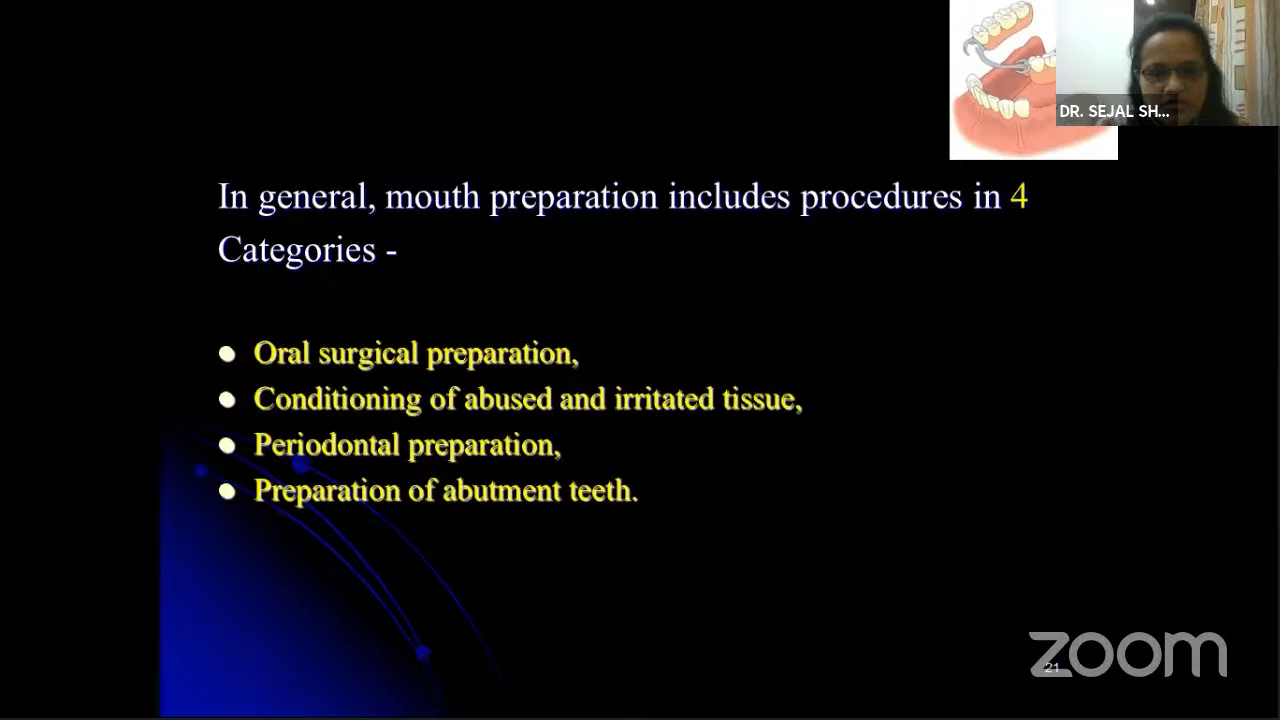 DR. SEJAL SH...
In general, mouth preparation includes procedures in 4
Categories -
Oral surgical preparation,
Conditioning of abused and irritated tissue,
Periodontal preparation,
Preparation of abutment teeth.
zoom
21